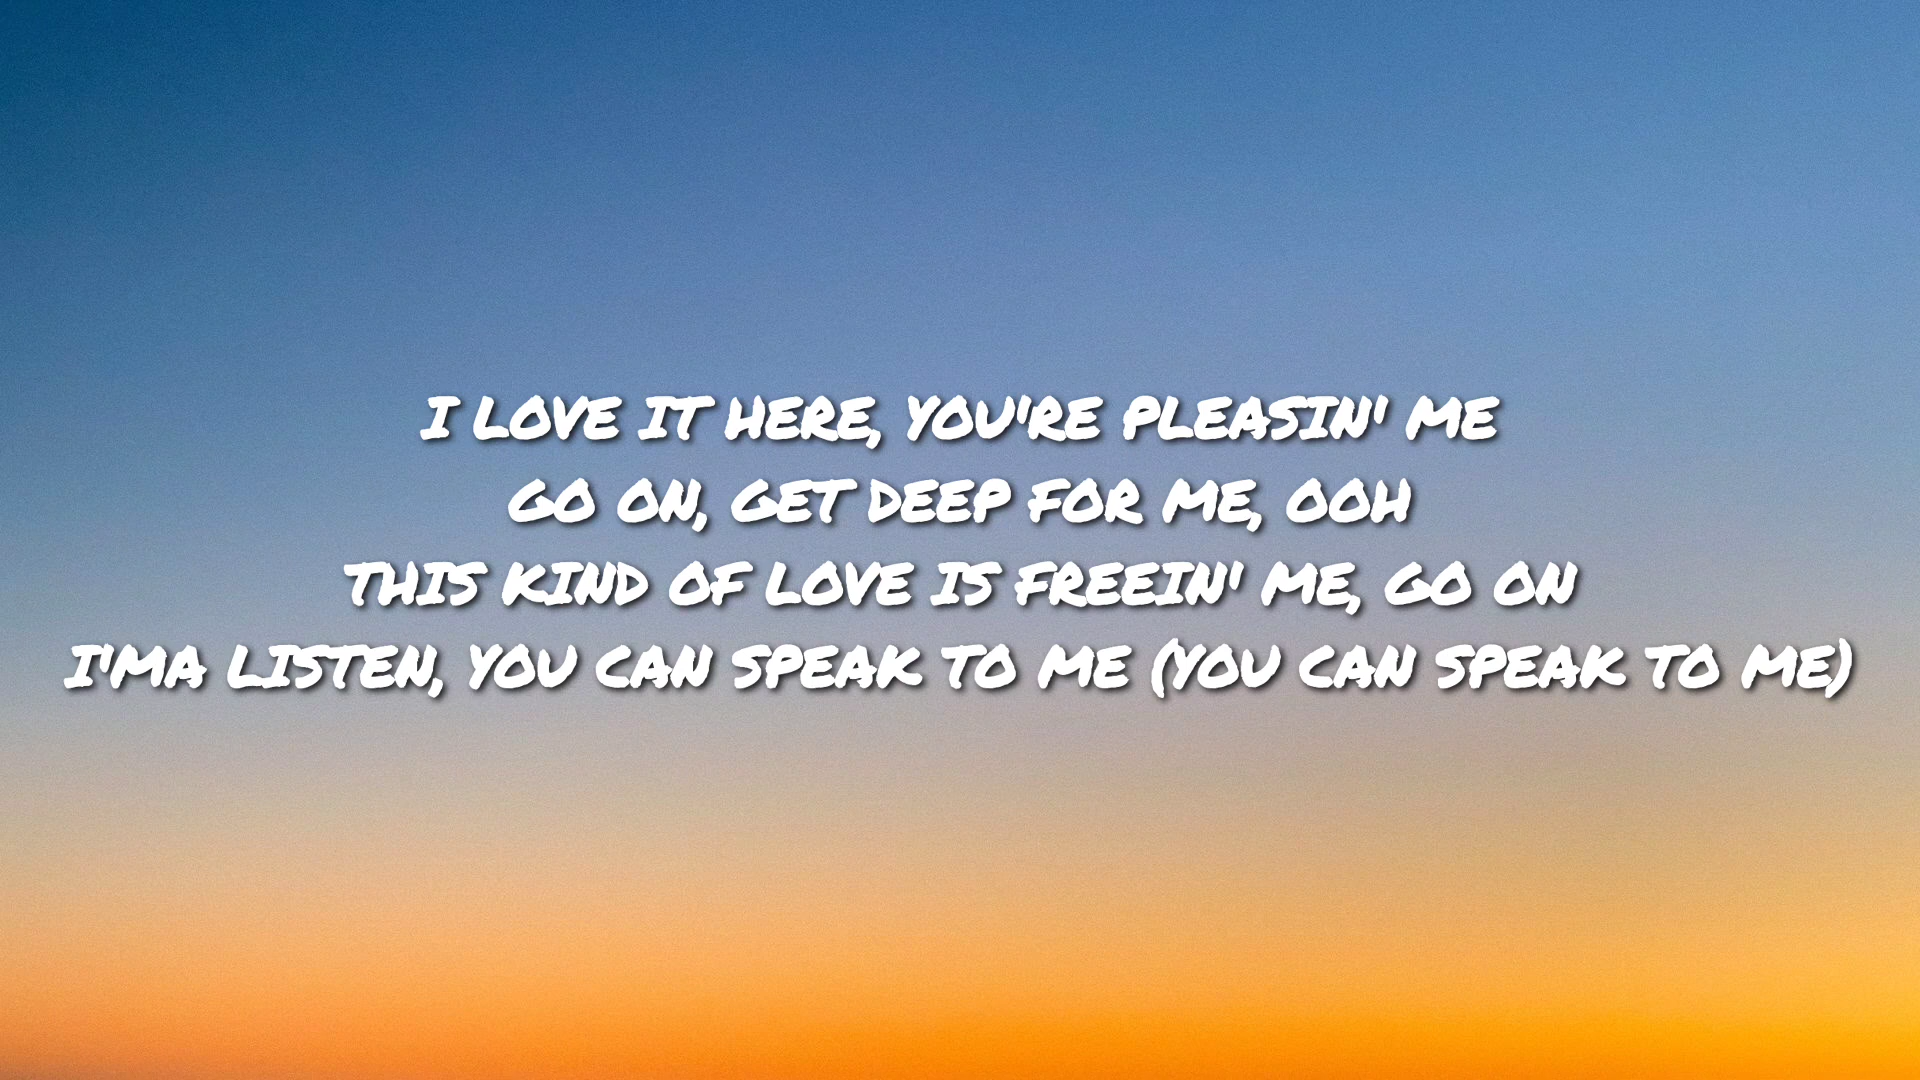 I LOVE IT HERE, YOU'RE PLEASIN' ME
GO ON, GET DEEP FOR ME, OOH
THIS KIND OF LOVE IS FREEIN' ME, GO ON
I'MA LISTEN, YOU CAN SPEAK TO ME (YOU CAN SPEAK TO ME)